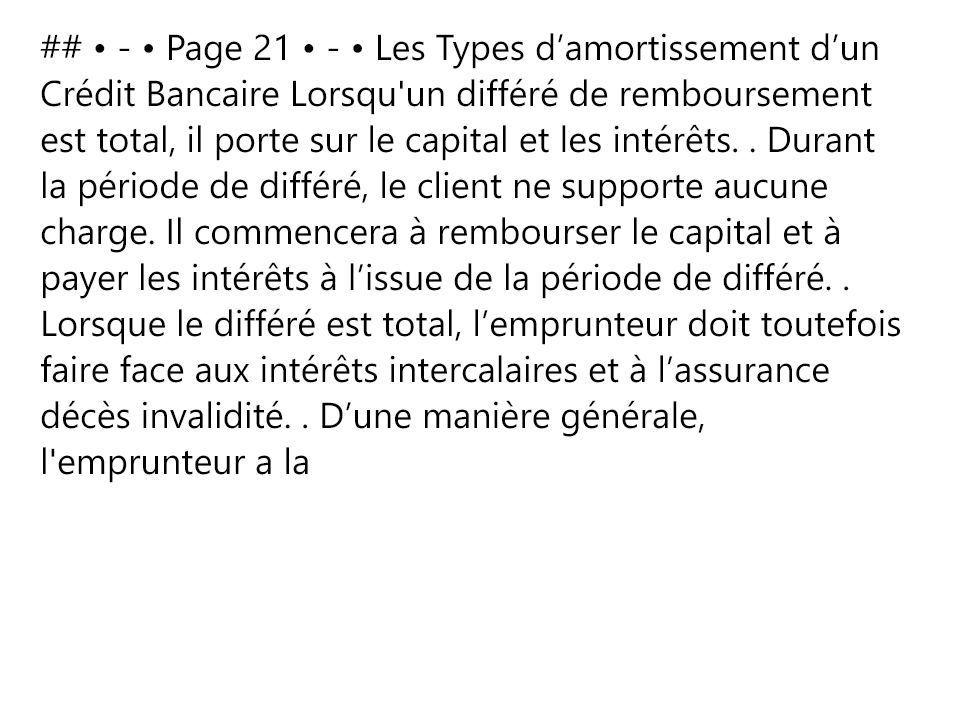 ## • - • Page 21 • - • Les Types d’amortissement d’un
Crédit Bancaire Lorsqu'un différé de remboursement
est total, il porte sur le capital et les intérêts. . Durant
la période de différé, le client ne supporte aucune
charge. Il commencera à rembourser le capital et à
payer les intérêts à l’issue de la période de différé. .
Lorsque le différé est total, l’emprunteur doit toutefois
faire face aux intérêts intercalaires et à l’assurance
décès invalidité. . D’une manière générale,
l'emprunteur a la